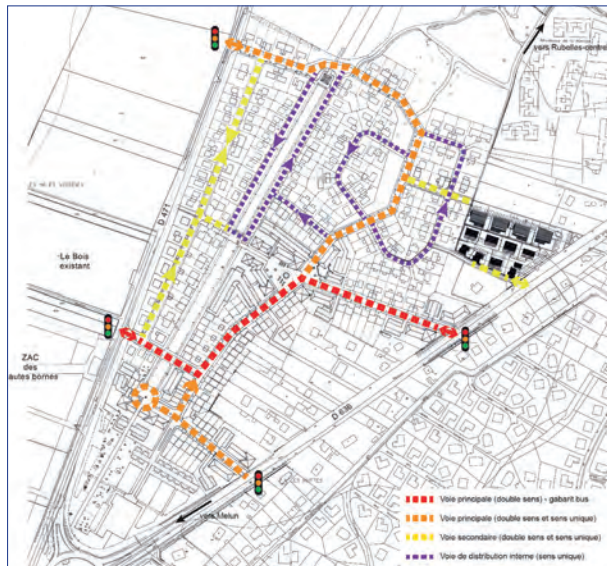 vers Rubelles-centre
D 471
Le Bois
existant
ZAC
des
autes bornes
D 636
vers Melun
Voie principale (double sens) - gabarit bus
Voie principale (double sens et sens unique)
Voie secondaire (double sens et sens unique)
Voie de distribution interne (sens unique)